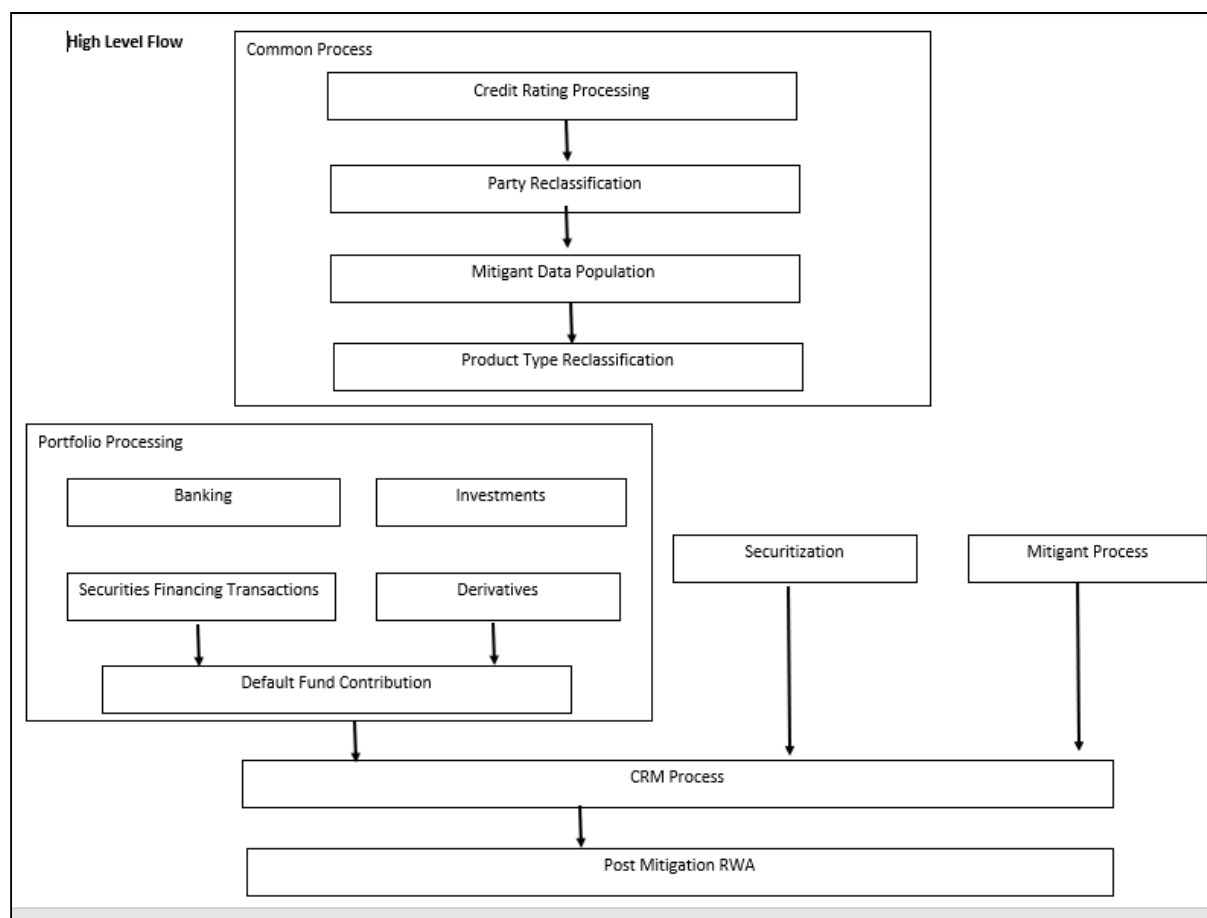 High Level Flow
Common Process
Credit Rating Processing
Party Reclassification
Mitigant Data Population
Product Type Reclassification
Portfolio Processing
Banking
Investments
Securitization
Mitigant Process
Securities Financing Transactions
Derivatives
Default Fund Contribution
CRM Process
Post Mitigation RWA